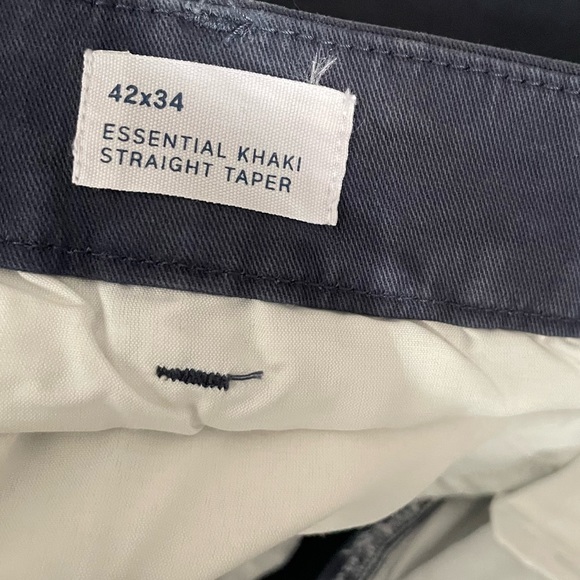 42x34
ESSENTIAL KHAKI
STRAIGHT TAPER